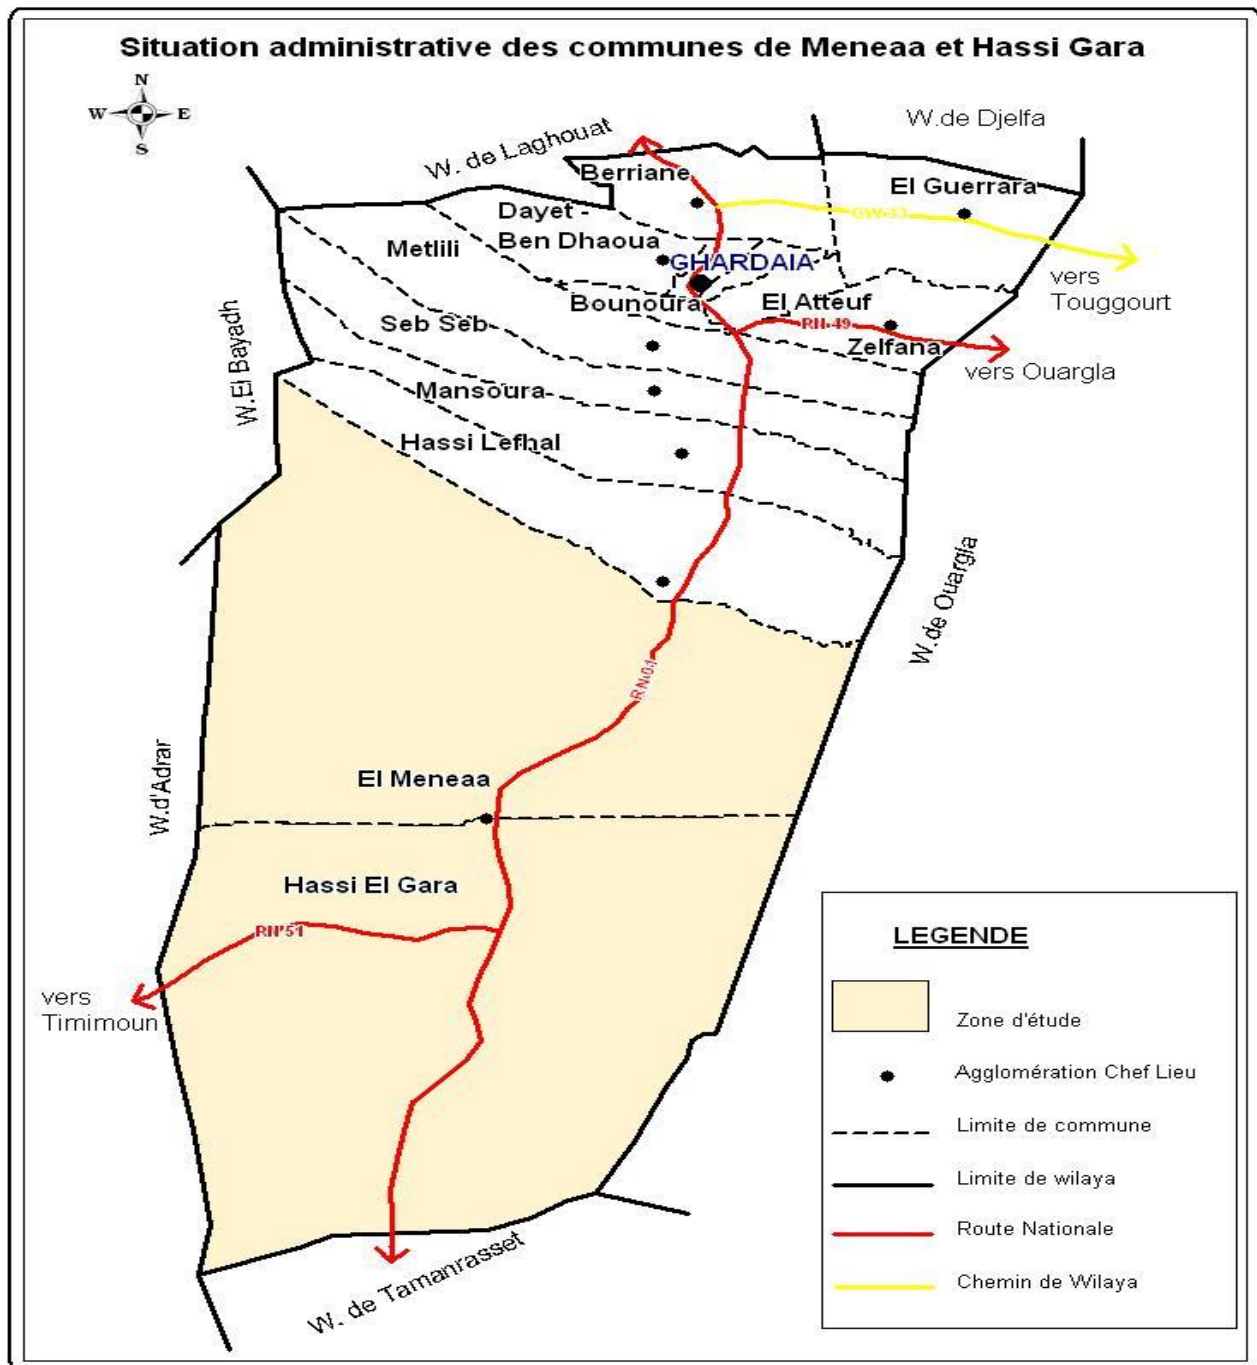 Situation administrative des communes de Meneaa et Hassi Gara
N
W
E
S
W. de Laghouat
W.de Djelfa
Berriane
El Guerrara
Dayet -
Ben Dhaoua
Metlili
GHARDAIA
vers
Touggourt
Bounoura
El Atteuf
RN 49
Seb Seb
Zelfana
vers Ouargla
W.El Bayadh
Mansoura
Hassi Lefhal
W.de Ouargla
RN 01
El Meneaa
W.d'Adrar
Hassi El Gara
RN 51
vers
Timimoun
W. de Tamanrasset
LEGENDE
Zone d'étude
Agglomération Chef Lieu
Limite de commune
Limite de wilaya
Route Nationale
Chemin de Wilaya